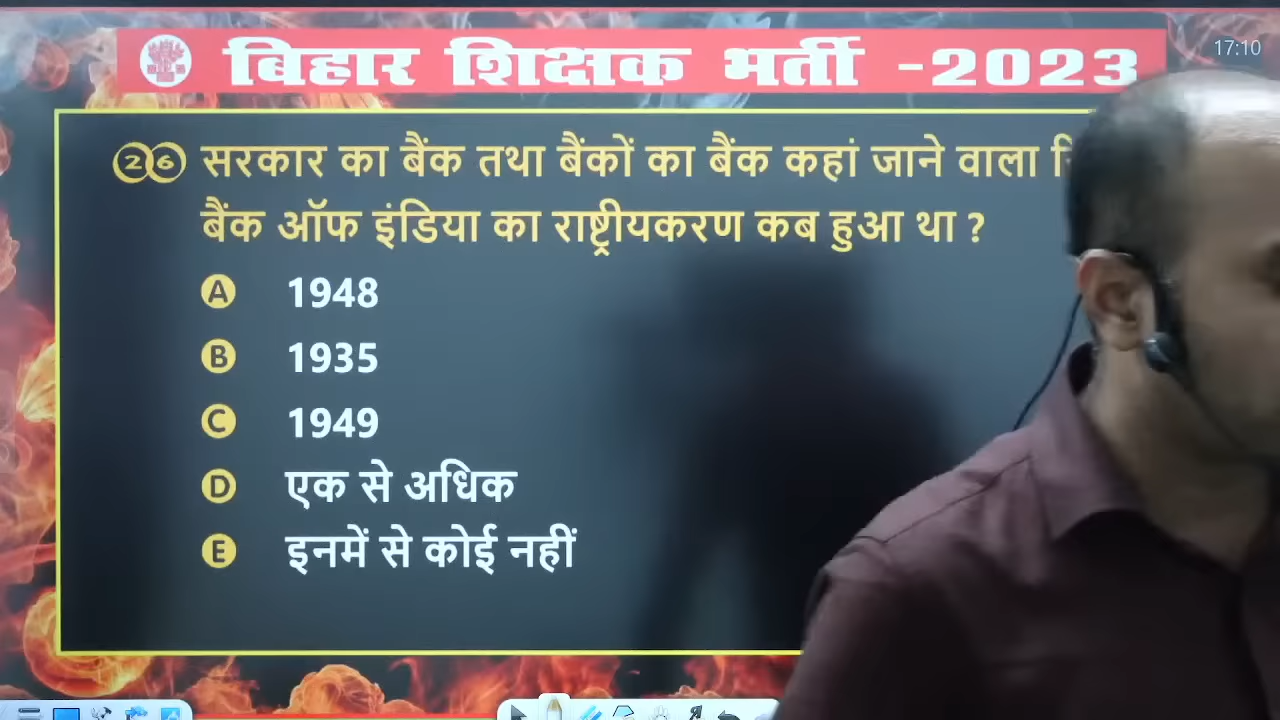 बिहार शिक्षक भर्ती -2023
17:10
26 सरकार का बैंक तथा बैंकों का बैंक कहां जाने वाला
बैंक ऑफ इंडिया का राष्ट्रीयकरण कब हुआ था ?
A 1948
B 1935
C 1949
D एक से अधिक
E इनमें से कोई नहीं